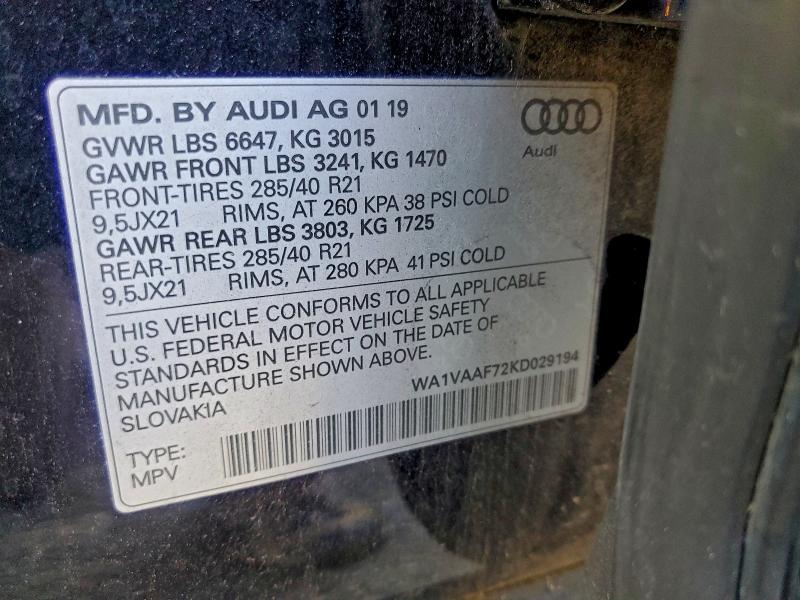 MFD. BY AUDI AG 01 19
GVWR LBS 6647, KG 3015
GAWR FRONT LBS 3241, KG 1470
FRONT-TIRES 285/40 R21
9,5JX21 RIMS, AT 260 KPA 38 PSI COLD
GAWR REAR LBS 3803, KG 1725
REAR-TIRES 285/40 R21
9,5JX21 RIMS, AT 280 KPA 41 PSI COLD
Audi
THIS VEHICLE CONFORMS TO ALL APPLICABLE
U.S. FEDERAL MOTOR VEHICLE SAFETY
STANDARDS IN EFFECT ON THE DATE OF
MANUFACTURE SHOWN ABOVE.
SLOVAKIA
WA1VAAF72KD029194
TYPE:
MPV